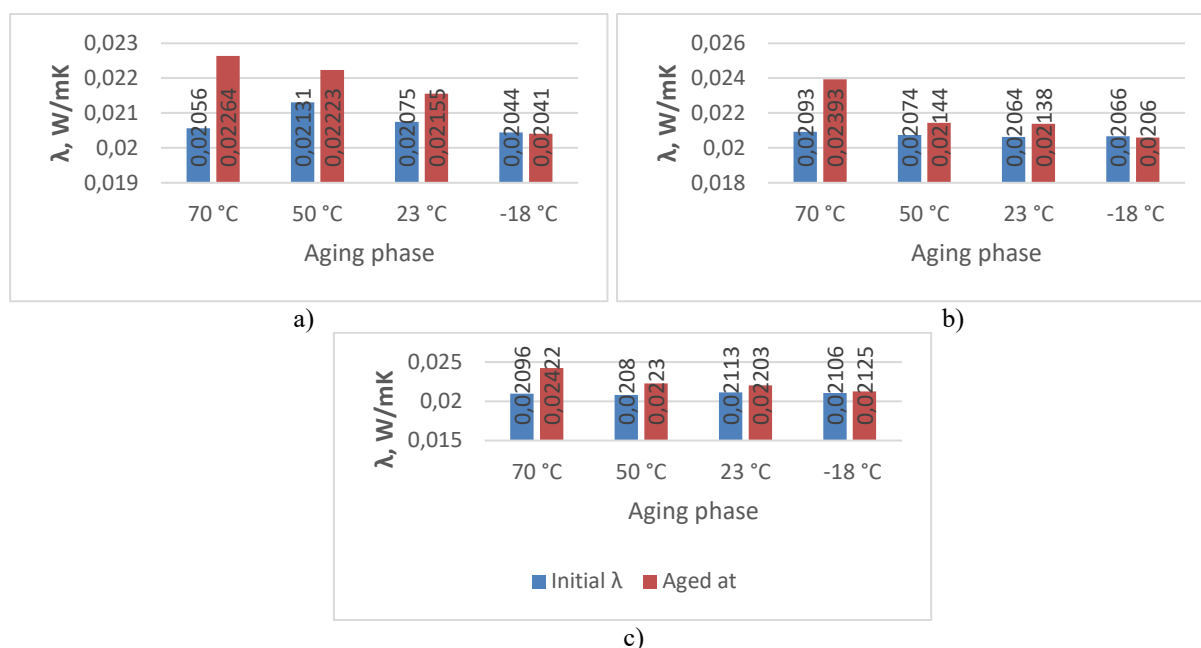 0,023
0,022
0,021
0,02
0,019
λ, W/mK
0,02056
0,02264
0,02131
0,02223
0,02075
0,02155
0,02044
0,02041
70 °C 50 °C 23 °C -18 °C
Aging phase
a)
0,026
0,024
0,022
0,02
0,018
λ, W/mK
0,02093
0,02393
0,02074
0,02144
0,02064
0,02138
0,02066
0,0206
70 °C 50 °C 23 °C -18 °C
Aging phase
b)
0,025
0,02
0,015
λ, W/mK
0,02096
0,02422
0,0208
0,0223
0,02113
0,02203
0,02106
0,02125
70 °C 50 °C 23 °C -18 °C
Aging phase
Initial λ Aged at
c)